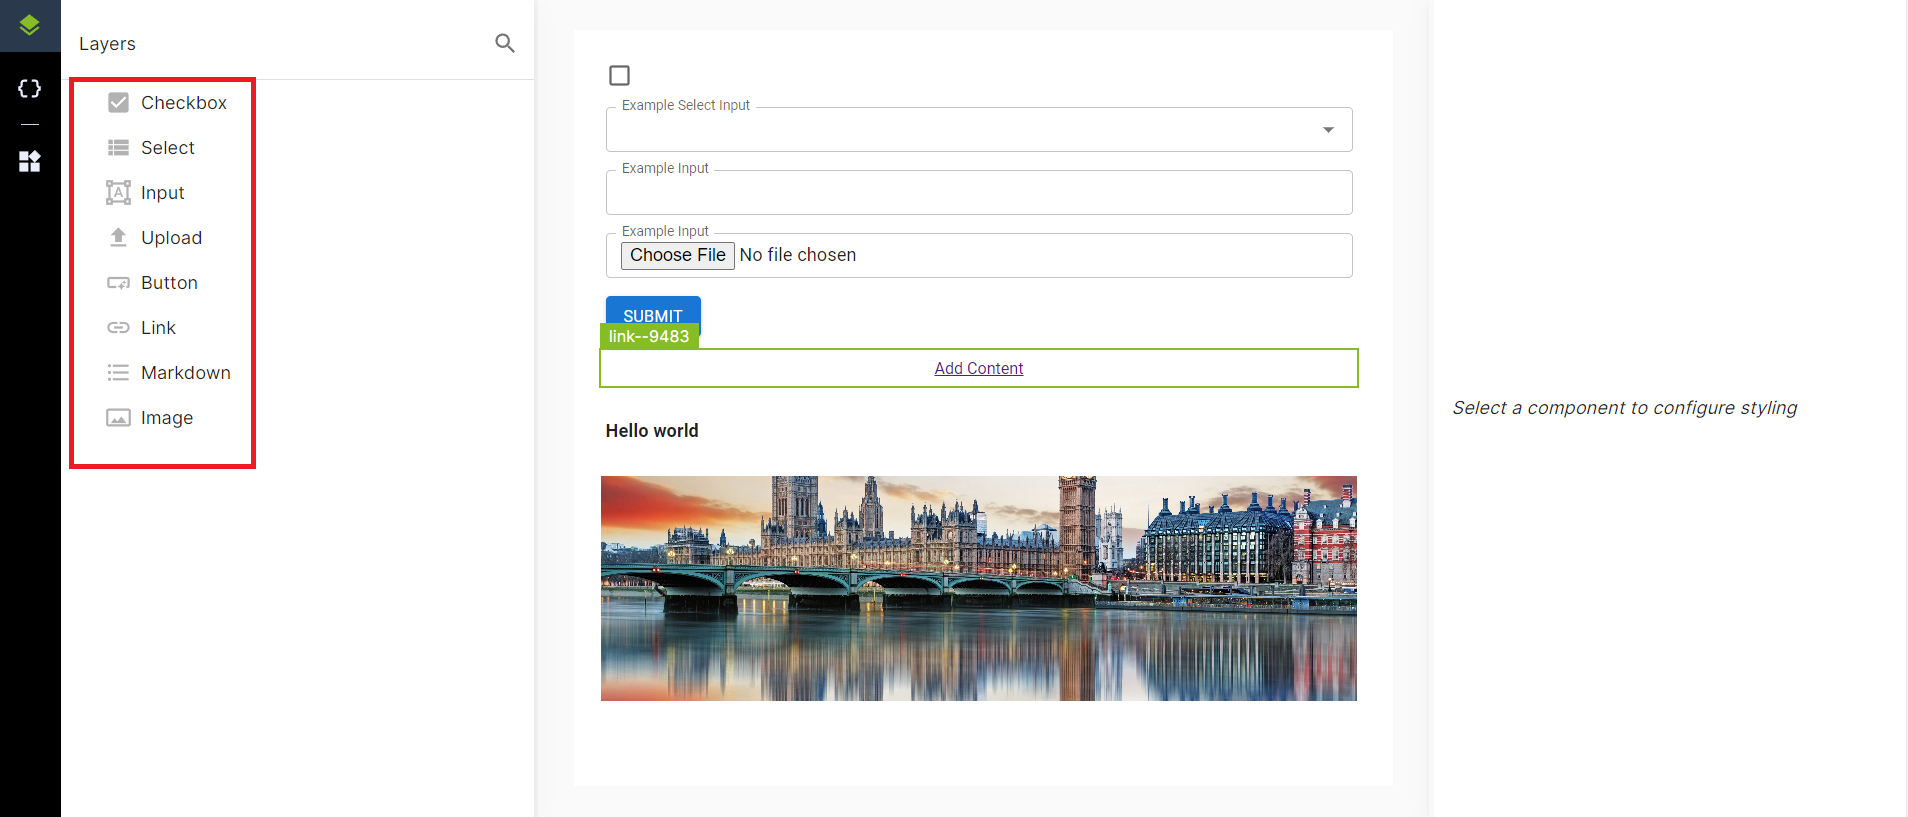 Layers
Checkbox
Select
Input
Upload
Button
Link
Markdown
Image
Example Select Input
Example Input
Example Input
Choose File No file chosen
SUBMIT
link--9483
Add Content
Hello world
Select a component to configure styling